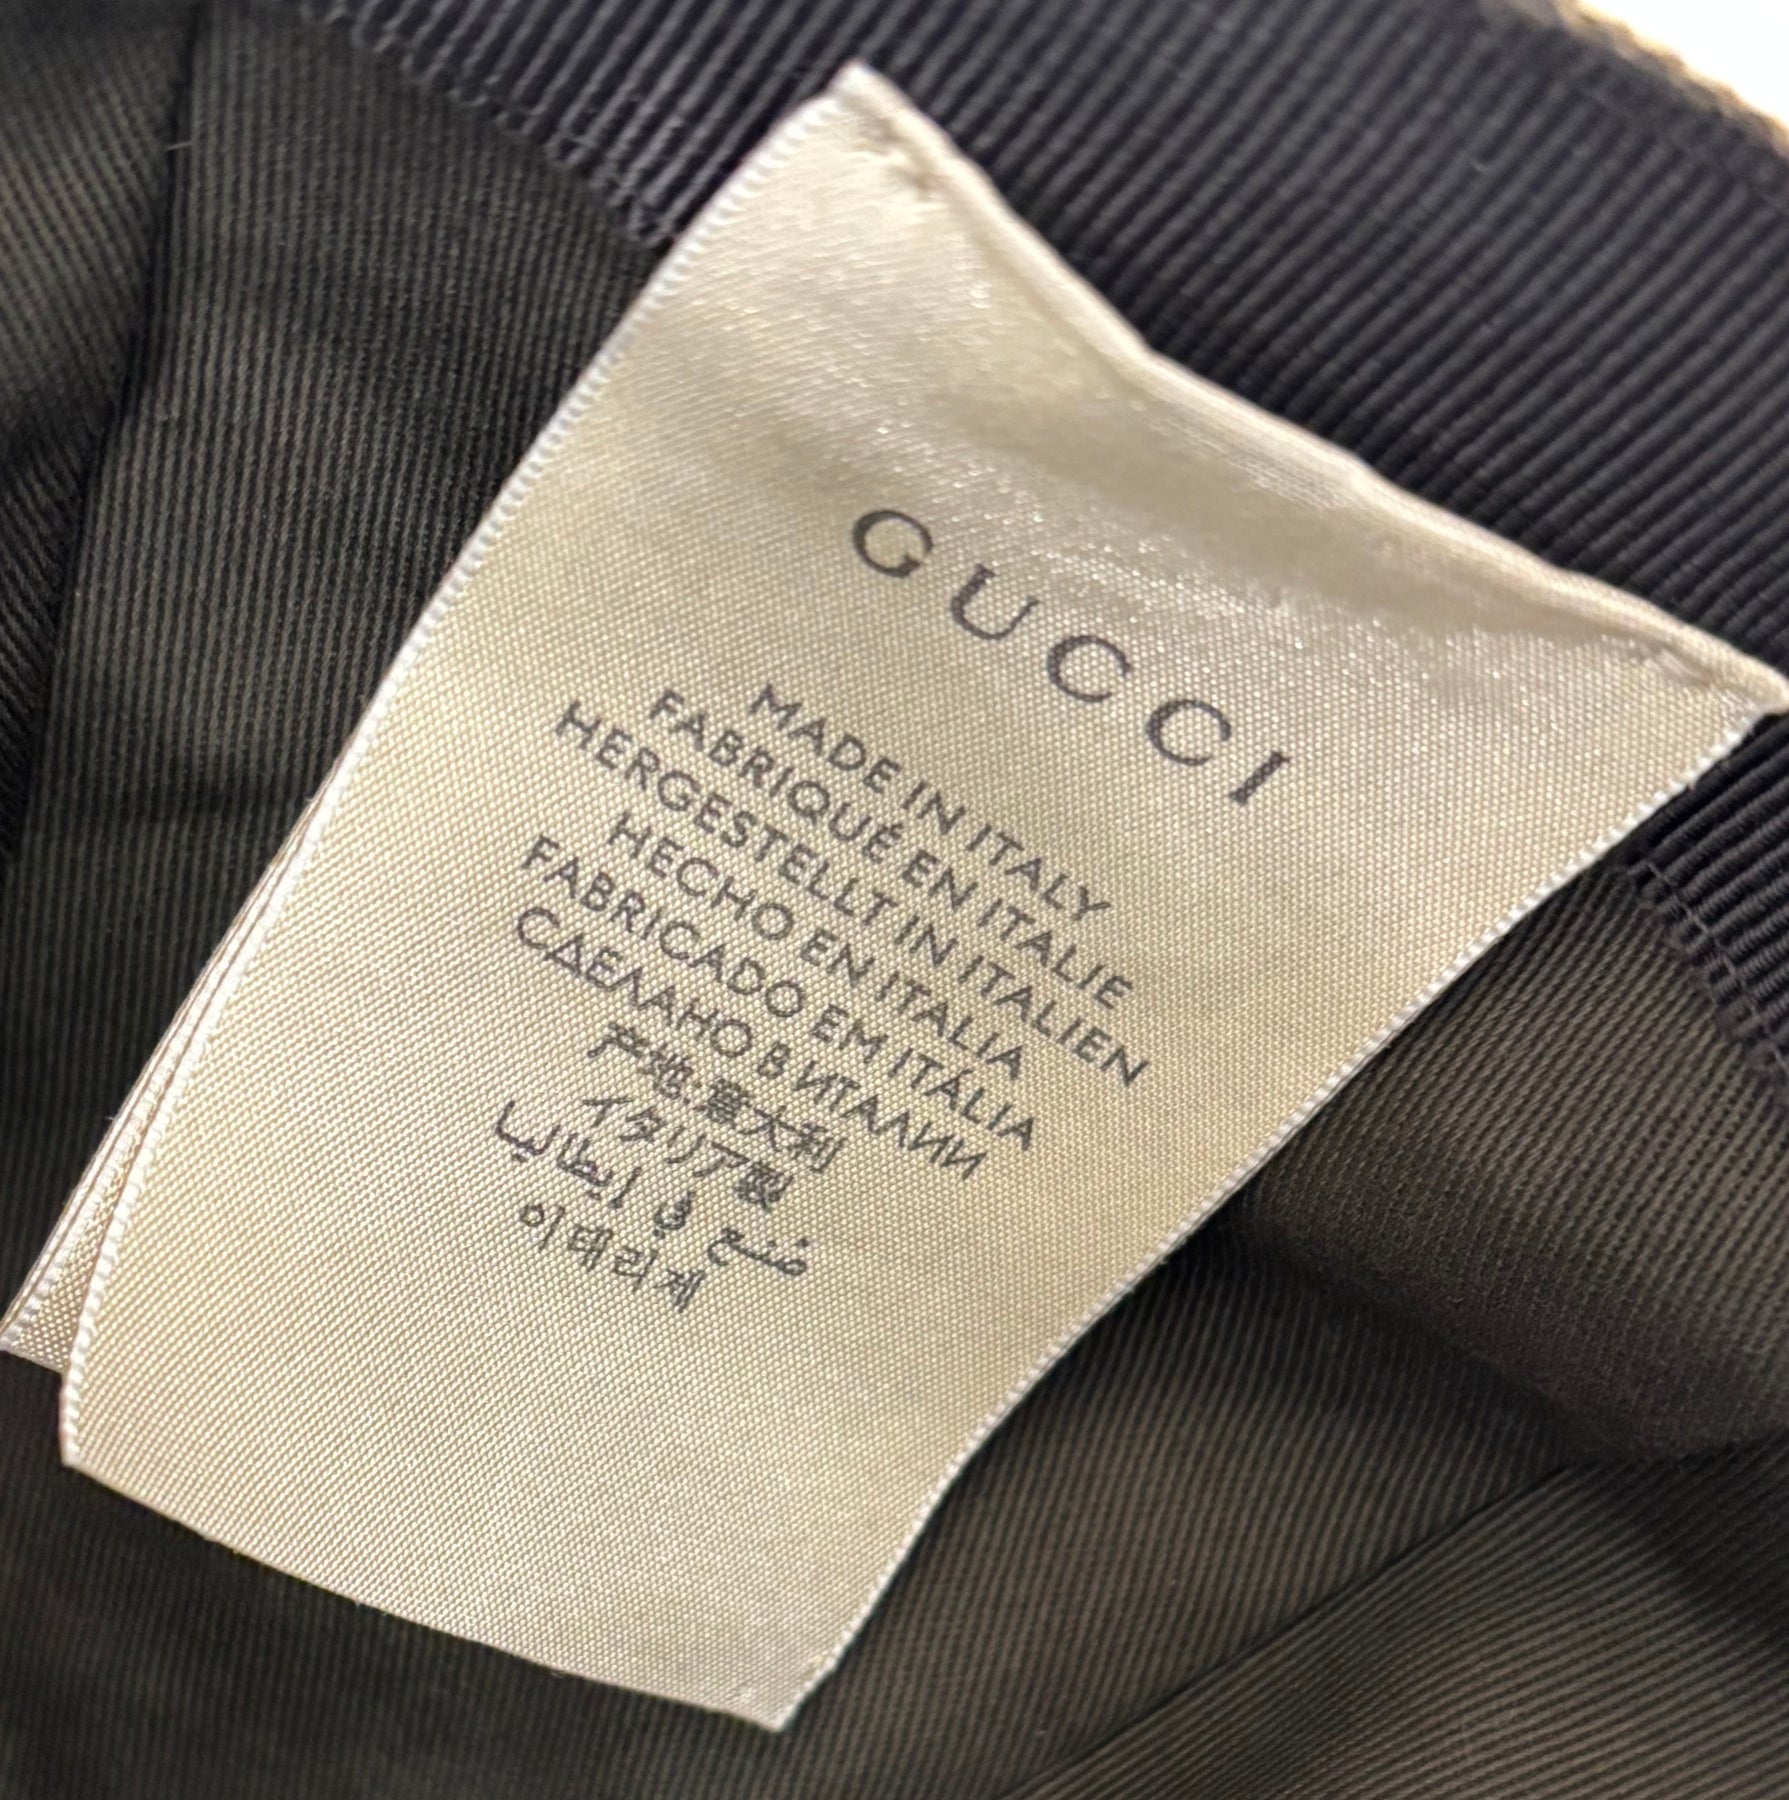 GUCCI
MADE IN ITALY
FABRIQUÉ EN ITALIE
HERGESTELLT IN ITALIEN
HECHO EN ITALIA
FABRICADO EM ITÁLIA
СДЕЛАНО В ИТАЛИИ
产地:意大利
イタリア製
صُنع في إيطاليا
이태리제